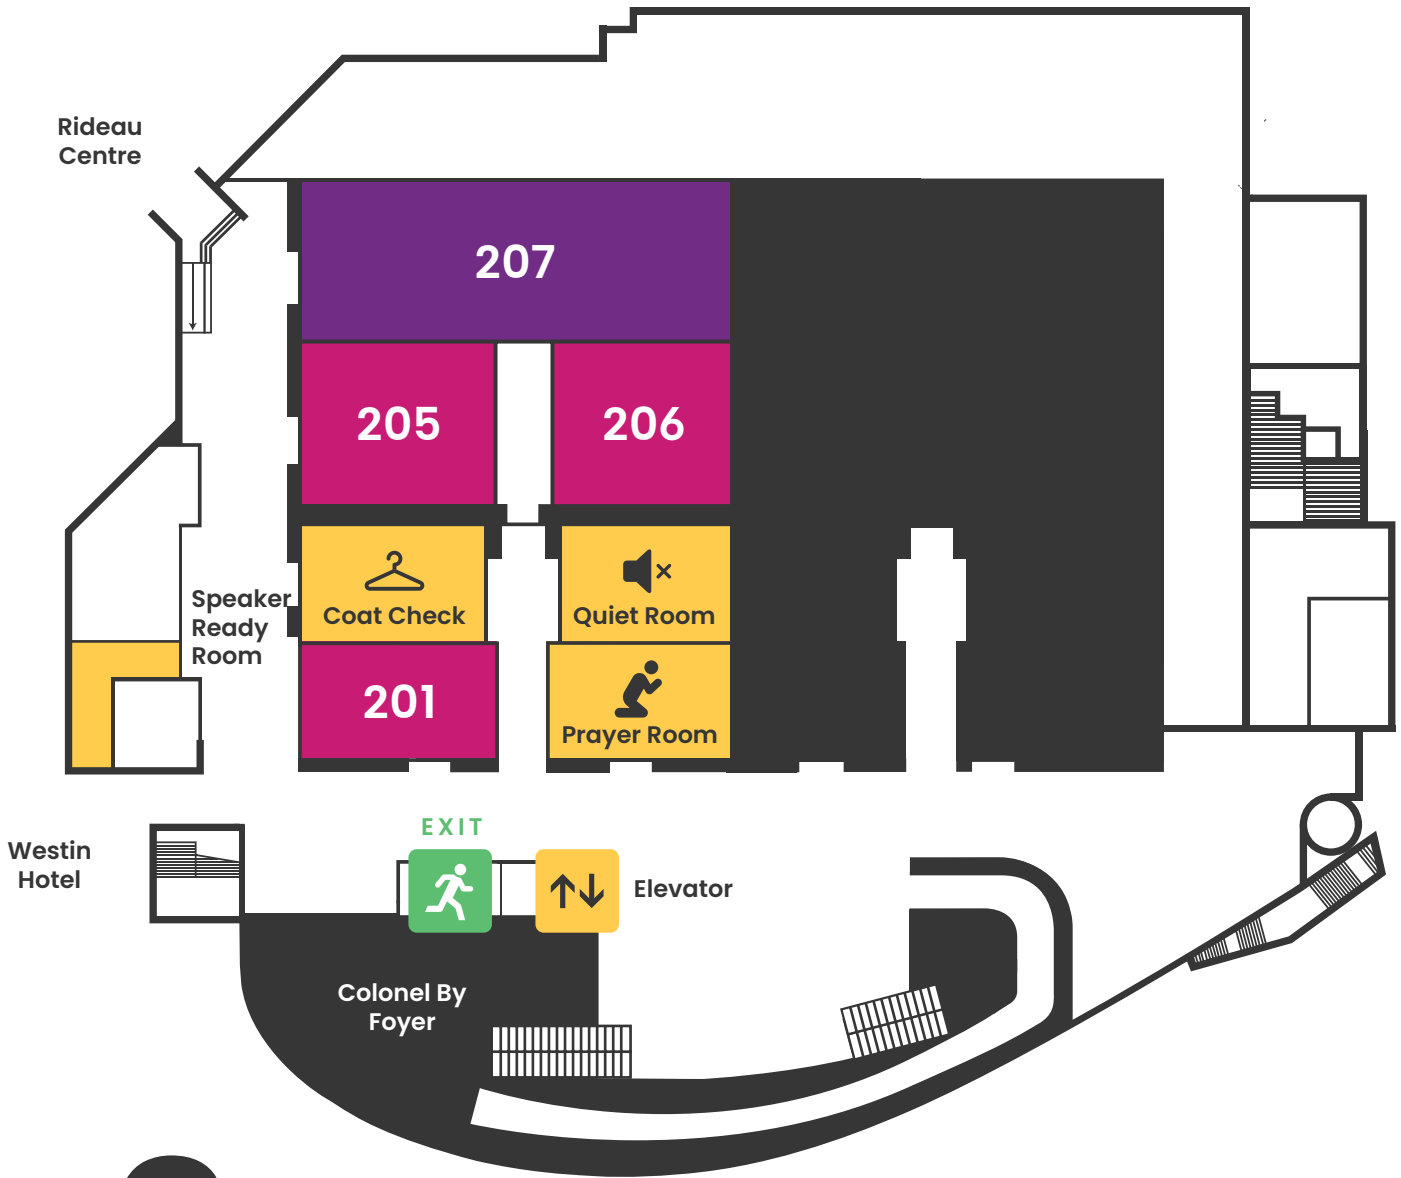 Rideau
Centre
207
205
206
Speaker
Ready
Room
Coat Check
Quiet Room
201
Prayer Room
EXIT
Westin
Hotel
Elevator
Colonel By
Foyer